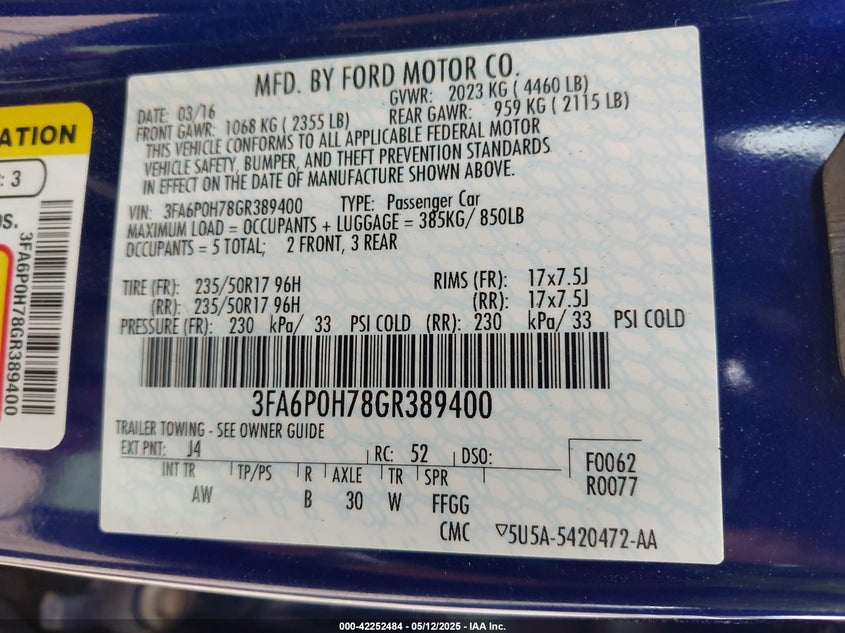 MFD. BY FORD MOTOR CO.
DATE: 03/16 GVWR: 2023 KG ( 4460 LB)
FRONT GAWR: 1068 KG ( 2355 LB) REAR GAWR: 959 KG ( 2115 LB)
THIS VEHICLE CONFORMS TO ALL APPLICABLE FEDERAL MOTOR
VEHICLE SAFETY, BUMPER, AND THEFT PREVENTION STANDARDS
IN EFFECT ON THE DATE OF MANUFACTURE SHOWN ABOVE.
VIN: 3FA6P0H78GR389400 TYPE: Passenger Car
MAXIMUM LOAD = OCCUPANTS + LUGGAGE = 385KG/ 850LB
OCCUPANTS = 5 TOTAL; 2 FRONT, 3 REAR
TIRE (FR): 235/50R17 96H RIMS (FR): 17x7.5J
(RR): 235/50R17 96H (RR): 17x7.5J
PRESSURE (FR): 230 kPa/ 33 PSI COLD (RR): 230 kPa/ 33 PSI COLD
3FA6P0H78GR389400
TRAILER TOWING - SEE OWNER GUIDE
EXT PNT: J4 RC: 52 DSO:
INT TR TP/PS R AXLE TR SPR
AW B 30 W FFGG
F0062
R0077
CMC ▽5U5A-5420472-AA
ATION
: 3
OS.
3FA6P0H78GR389400
000-42252484 - 05/12/2025 - IAA Inc.